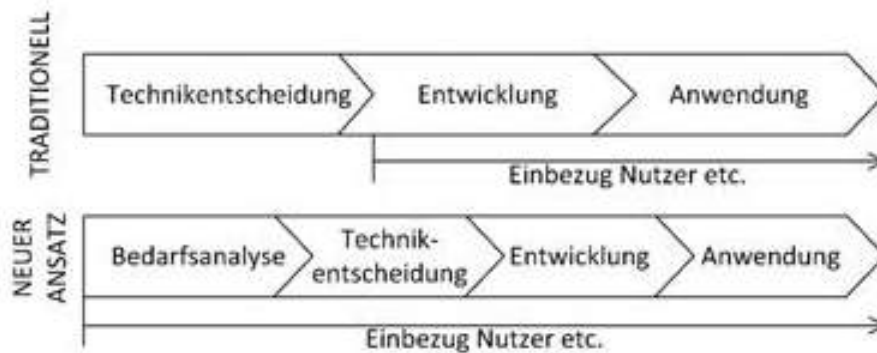 TRADITIONELL
Technikentscheidung
Entwicklung
Anwendung
Einbezug Nutzer etc.
NEUER
ANSATZ
Bedarfsanalyse
Technik-
entscheidung
Entwicklung
Anwendung
Einbezug Nutzer etc.